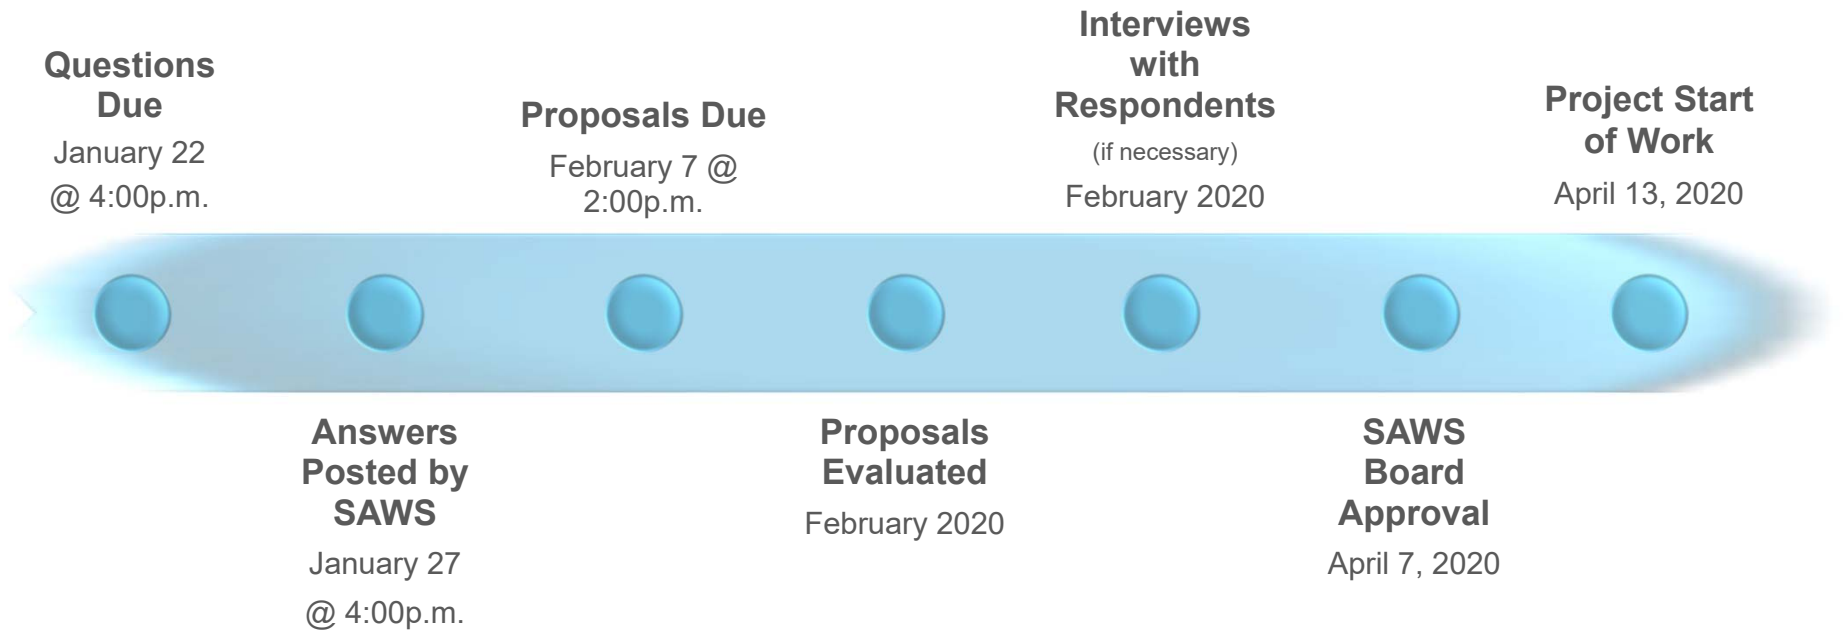 Questions
Due
January 22
@ 4:00p.m.
Answers
Posted by
SAWS
January 27
@ 4:00p.m.
Proposals Due
February 7 @
2:00p.m.
Proposals
Evaluated
February 2020
Interviews
with
Respondents
(if necessary)
February 2020
SAWS
Board
Approval
April 7, 2020
Project Start
of Work
April 13, 2020